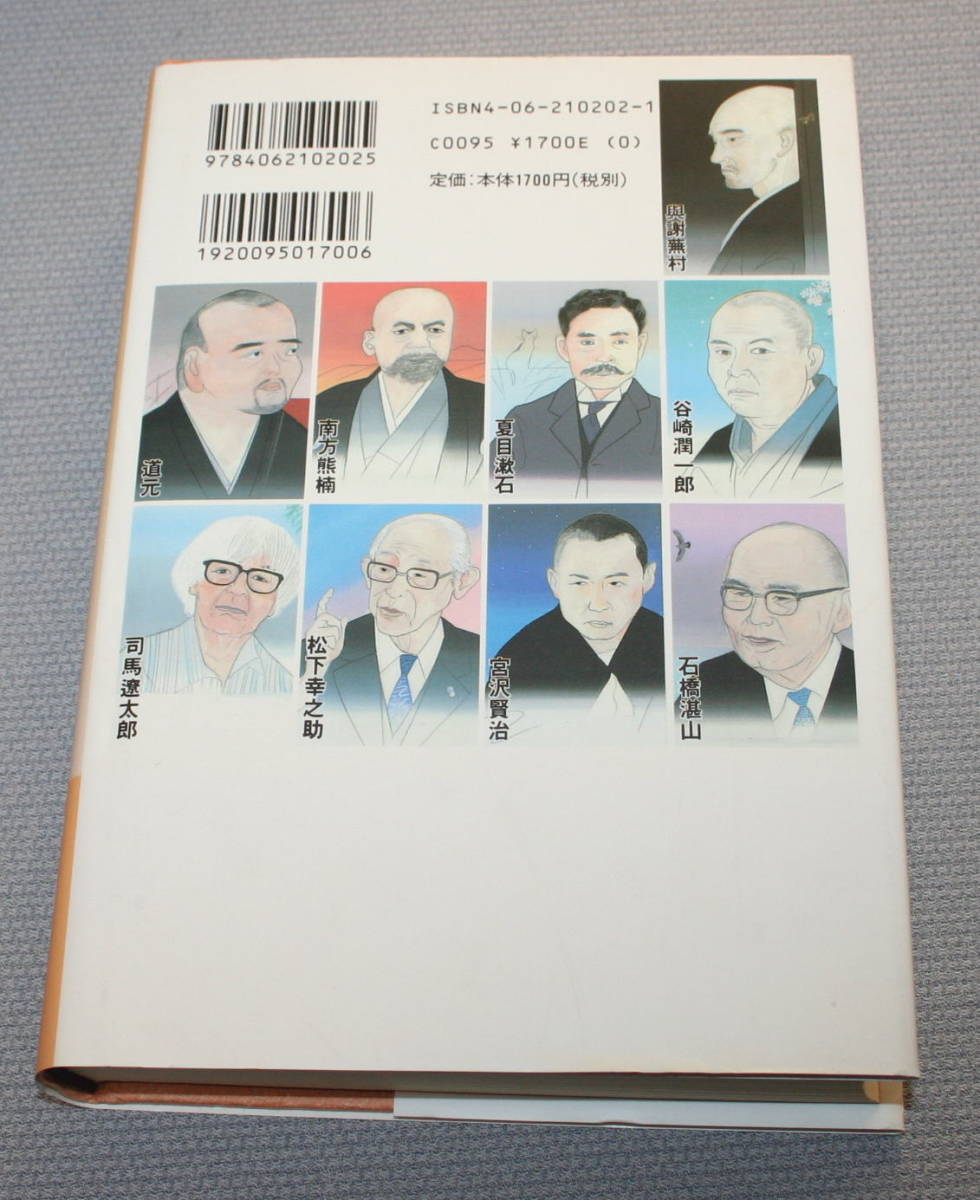 ISBN4-06-210202-1
9784062102025
C0095 ¥1700E (0)
定価:本体1700円(税別)
1920095017006
與謝蕪村
道元
南方熊楠
夏目漱石
谷崎潤一郎
司馬遼太郎
松下幸之助
宮沢賢治
石橋湛山